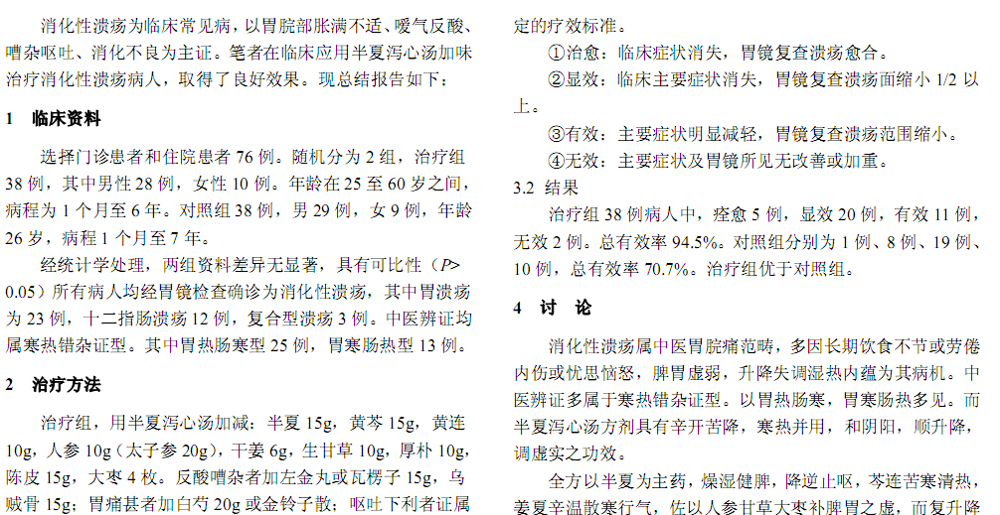 消化性溃疡为临床常见病，以胃脘部胀满不适、嗳气反酸、
嘈杂呕吐、消化不良为主证。笔者在临床应用半夏泻心汤加味
治疗消化性溃疡病人，取得了良好效果。现总结报告如下：
1 临床资料
选择门诊患者和住院患者 76 例。随机分为 2 组，治疗组
38 例，其中男性 28 例，女性 10 例。年龄在 25 至 60 岁之间，
病程为 1 个月至 6 年。对照组 38 例，男 29 例，女 9 例，年龄
26 岁，病程 1 个月至 7 年。
经统计学处理，两组资料差异无显著，具有可比性（P>
0.05）所有病人均经胃镜检查确诊为消化性溃疡，其中胃溃疡
为 23 例，十二指肠溃疡 12 例，复合型溃疡 3 例。中医辨证均
属寒热错杂证型。其中胃热肠寒型 25 例，胃寒肠热型 13 例。
2 治疗方法
治疗组，用半夏泻心汤加减：半夏 15g，黄芩 15g，黄连
10g，人参 10g（太子参 20g），干姜 6g，生甘草 10g，厚朴 10g，
陈皮 15g，大枣 4 枚。反酸嘈杂者加左金丸或瓦楞子 15g，乌
贼骨 15g；胃痛甚者加白芍 20g 或金铃子散；呕吐下利者证属
定的疗效标准。
①治愈：临床症状消失，胃镜复查溃疡愈合。
②显效：临床主要症状消失，胃镜复查溃疡面缩小 1/2 以
上。
③有效：主要症状明显减轻，胃镜复查溃疡范围缩小。
④无效：主要症状及胃镜所见无改善或加重。
3.2 结果
治疗组 38 例病人中，痊愈 5 例，显效 20 例，有效 11 例，
无效 2 例。总有效率 94.5%。对照组分别为 1 例、8 例、19 例、
10 例，总有效率 70.7%。治疗组优于对照组。
4 讨 论
消化性溃疡属中医胃脘痛范畴，多因长期饮食不节或劳倦
内伤或忧思恼怒，脾胃虚弱，升降失调湿热内蕴为其病机。中
医辨证多属于寒热错杂证型。以胃热肠寒，胃寒肠热多见。而
半夏泻心汤方剂具有辛开苦降，寒热并用，和阴阳，顺升降，
调虚实之功效。
全方以半夏为主药，燥湿健脾，降逆止呕，芩连苦寒清热，
姜夏辛温散寒行气，佐以人参甘草大枣补脾胃之虚，而复升降